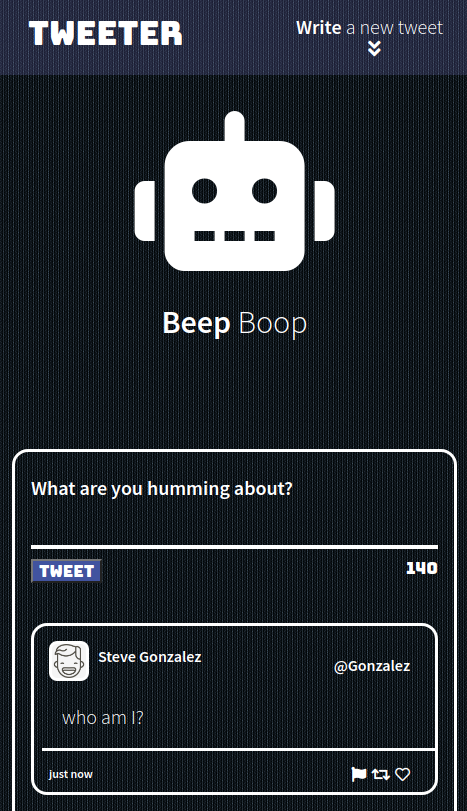 TWEETER
Write a new tweet
Beep Boop
What are you humming about?
TWEET
140
Steve Gonzalez
@Gonzalez
who am I?
just now